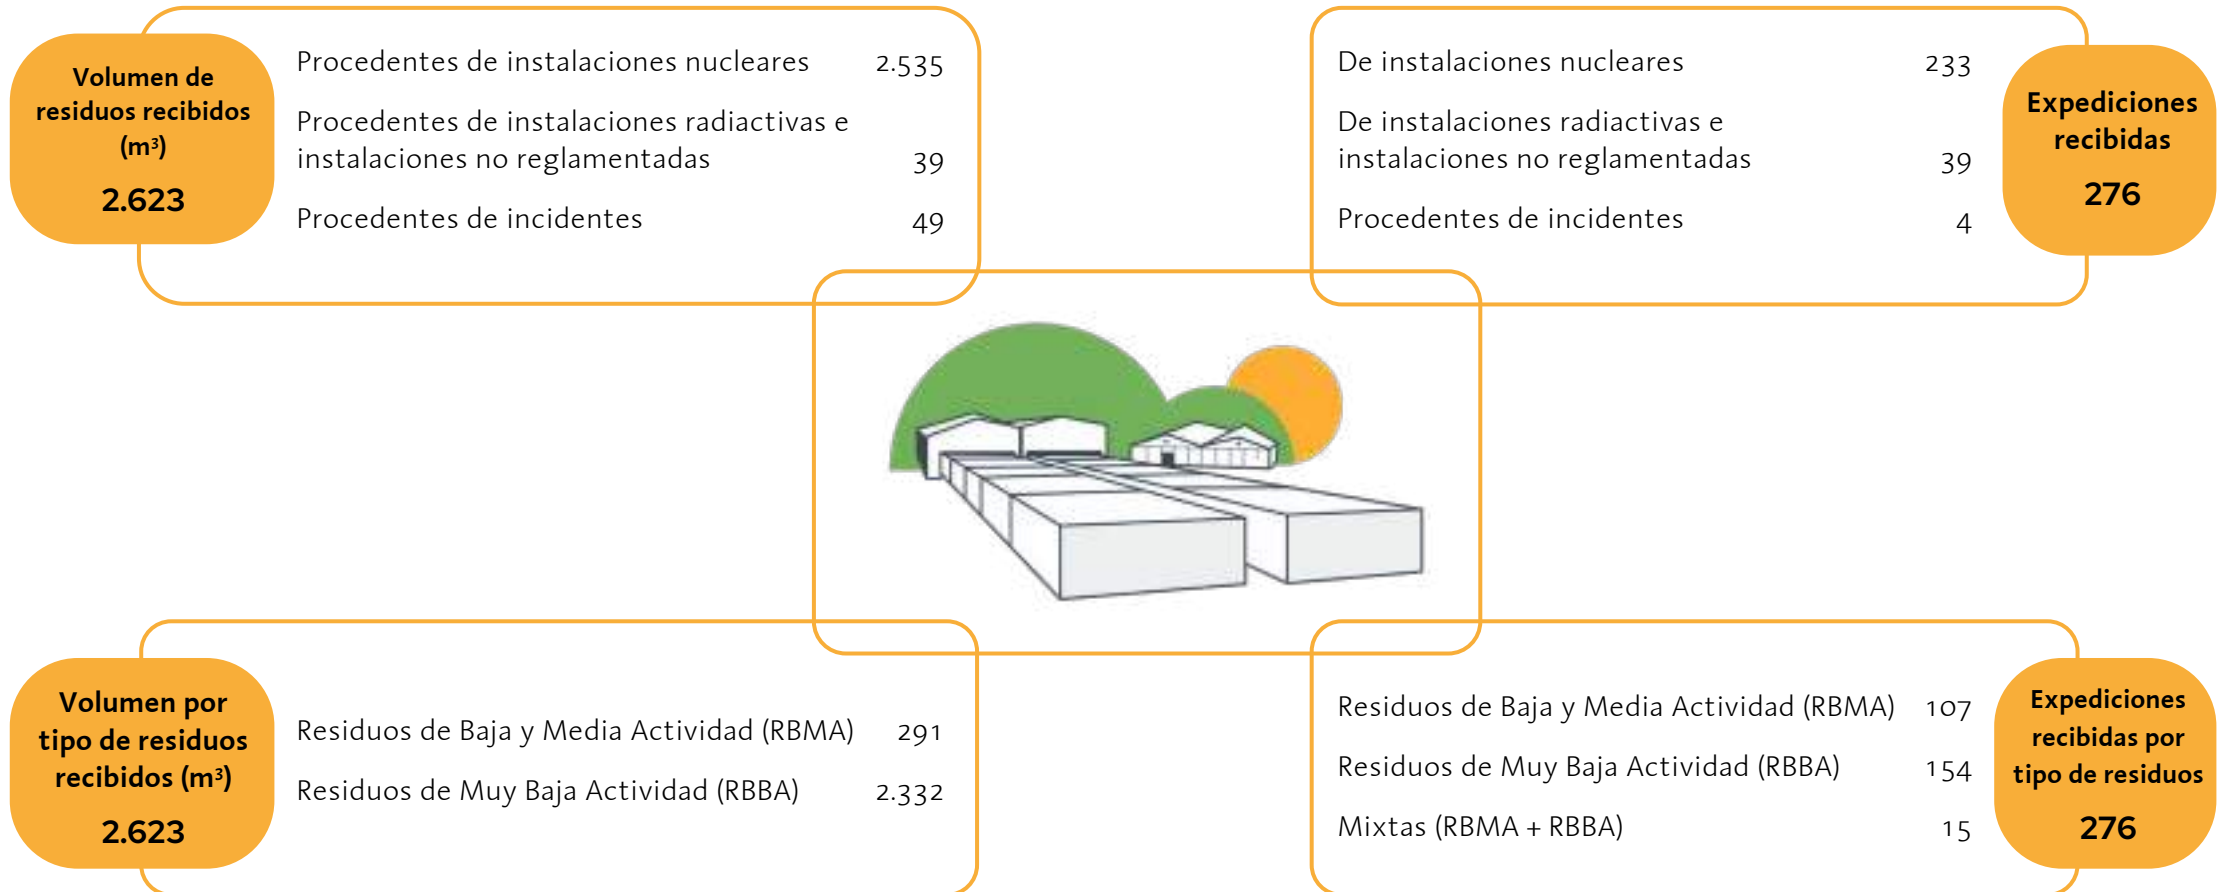 Volumen de
residuos recibidos
(m³)
2.623
Procedentes de instalaciones nucleares 2.535
Procedentes de instalaciones radiactivas e
instalaciones no reglamentadas 39
Procedentes de incidentes 49
De instalaciones nucleares 233
De instalaciones radiactivas e
instalaciones no reglamentadas 39
Procedentes de incidentes 4
Expediciones
recibidas
276
Volumen por
tipo de residuos
recibidos (m³)
2.623
Residuos de Baja y Media Actividad (RBMA) 291
Residuos de Muy Baja Actividad (RBBA) 2.332
Residuos de Baja y Media Actividad (RBMA) 107
Residuos de Muy Baja Actividad (RBBA) 154
Mixtas (RBMA + RBBA) 15
Expediciones
recibidas por
tipo de residuos
276